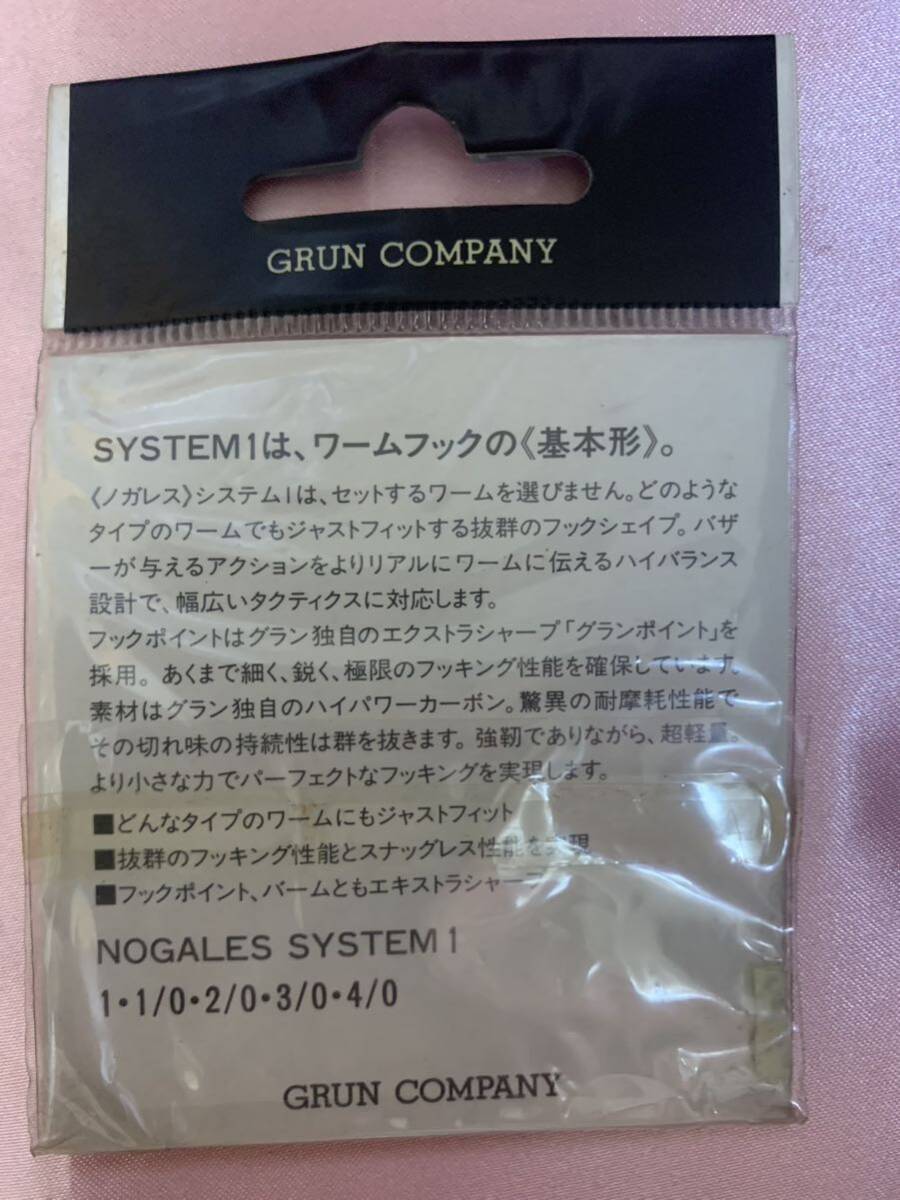 GRUN COMPANY
SYSTEM1は、ワームフックの《基本形》。
〈ノガレス〉システム1は、セットするワームを選びません。どのような
タイプのワームでもジャストフィットする抜群のフックシェイプ。バザ
ーが与えるアクションをよりリアルにワームに伝えるハイバランス
設計で、幅広いタクティクスに対応します。
フックポイントはグラン独自のエクストラシャープ「グランポイント」を
採用。あくまで細く、鋭く、極限のフッキング性能を確保しています。
素材はグラン独自のハイパワーカーボン。驚異の耐摩耗性能で
その切れ味の持続性は群を抜きます。強靭でありながら、超軽量。
より小さな力でパーフェクトなフッキングを実現します。
■どんなタイプのワームにもジャストフィット
■抜群のフッキング性能とスナッグレス性能を実現
■フックポイント、バームともエキストラシャープ
NOGALES SYSTEM1
1・1/0・2/0・3/0・4/0
GRUN COMPANY